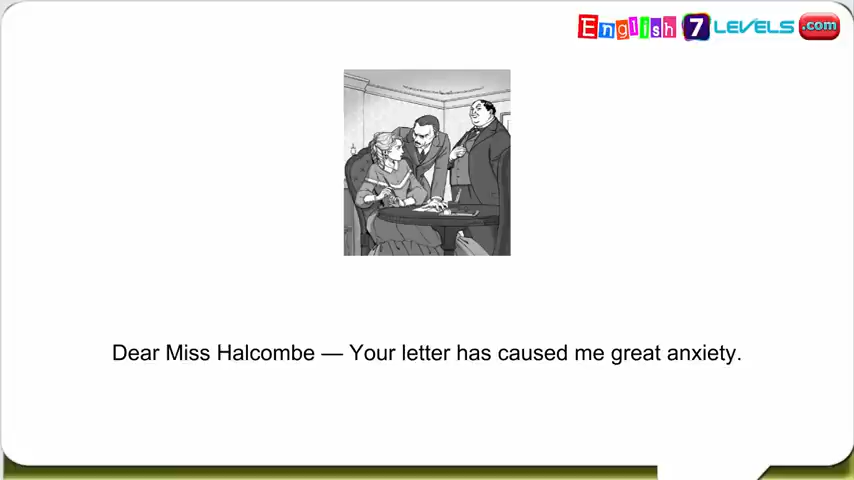 English 7 LEVELS .com
Dear Miss Halcombe — Your letter has caused me great anxiety.